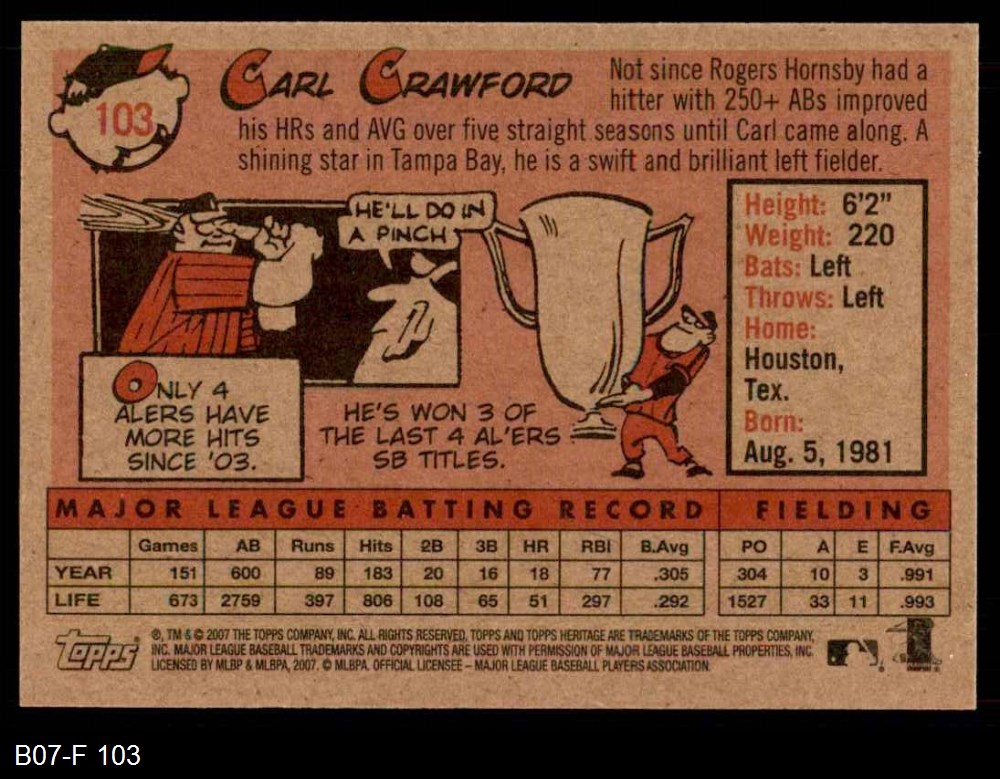 103
CARL CRAWFORD
Not since Rogers Hornsby had a
hitter with 250+ ABs improved
his HRs and AVG over five straight seasons until Carl came along. A
shining star in Tampa Bay, he is a swift and brilliant left fielder.
HE'LL DO IN
A PINCH
ONLY 4
ALERS HAVE
MORE HITS
SINCE '03.
HE'S WON 3 OF
THE LAST 4 AL'ERS
SB TITLES.
Height: 6'2"
Weight: 220
Bats: Left
Throws: Left
Home:
Houston,
Tex.
Born:
Aug. 5, 1981
MAJOR LEAGUE BATTING RECORD FIELDING
Games AB Runs Hits 2B 3B HR RBI B.Avg PO A E F.Avg
YEAR 151 600 89 183 20 16 18 77 .305 304 10 3 .991
LIFE 673 2759 397 806 108 65 51 297 .292 1527 33 11 .993
Topps
®, TM & © 2007 THE TOPPS COMPANY, INC. ALL RIGHTS RESERVED, TOPPS AND TOPPS HERITAGE ARE TRADEMARKS OF THE TOPPS COMPANY,
INC. MAJOR LEAGUE BASEBALL TRADEMARKS AND COPYRIGHTS ARE USED WITH PERMISSION OF MAJOR LEAGUE BASEBALL PROPERTIES, INC.
LICENSED BY MLBP & MLBPA, 2007. © MLBPA. OFFICIAL LICENSEE – MAJOR LEAGUE BASEBALL PLAYERS ASSOCIATION.
B07-F 103